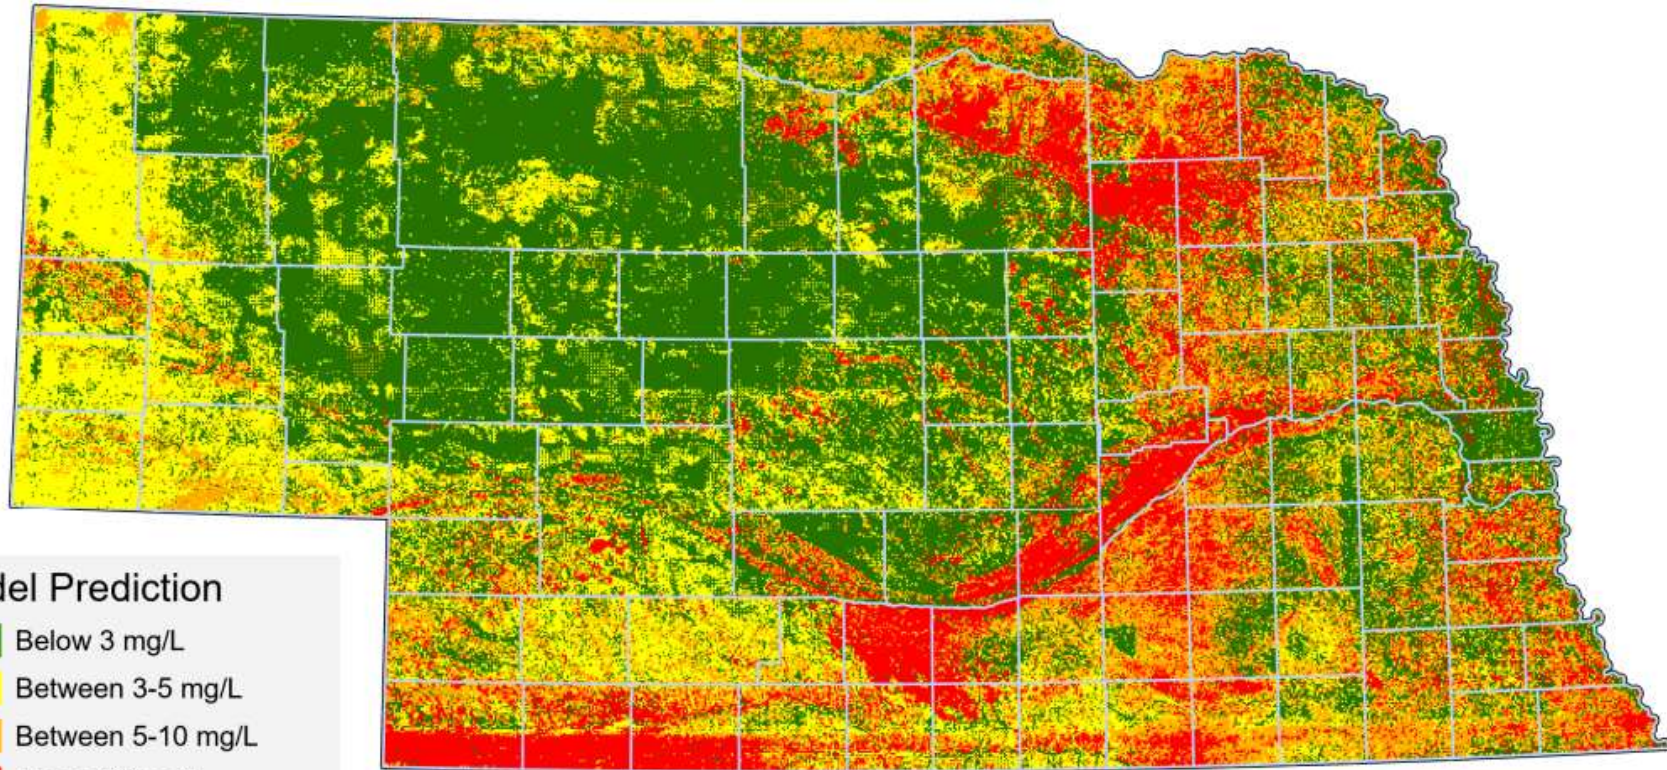 del Prediction
Below 3 mg/L
Between 3-5 mg/L
Between 5-10 mg/L